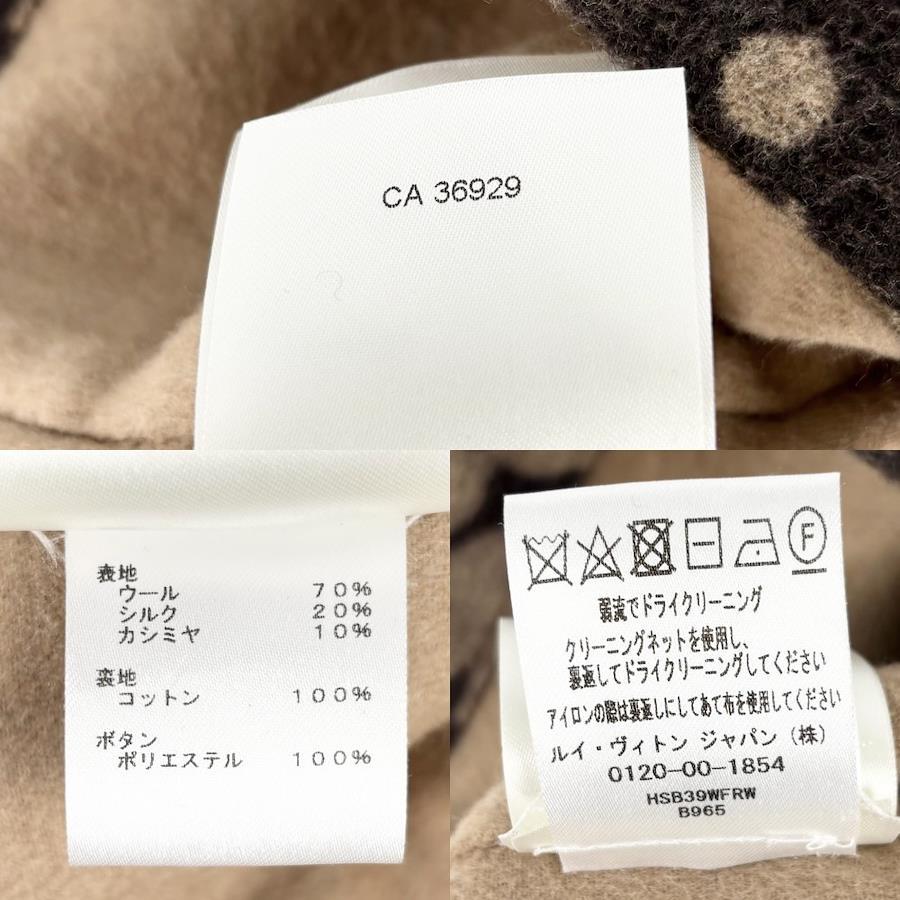 CA 36929
表地
ウール 70%
シルク 20%
カシミヤ 10%
裏地
コットン 100%
ボタン
ポリエステル 100%
F
弱流でドライクリーニング
クリーニングネットを使用し、
裏返してドライクリーニングしてください
アイロンの際は裏返しにしてあて布を使用してください
ルイ・ヴィトン ジャパン(株)
0120-00-1854
HSB39WFRW
B965